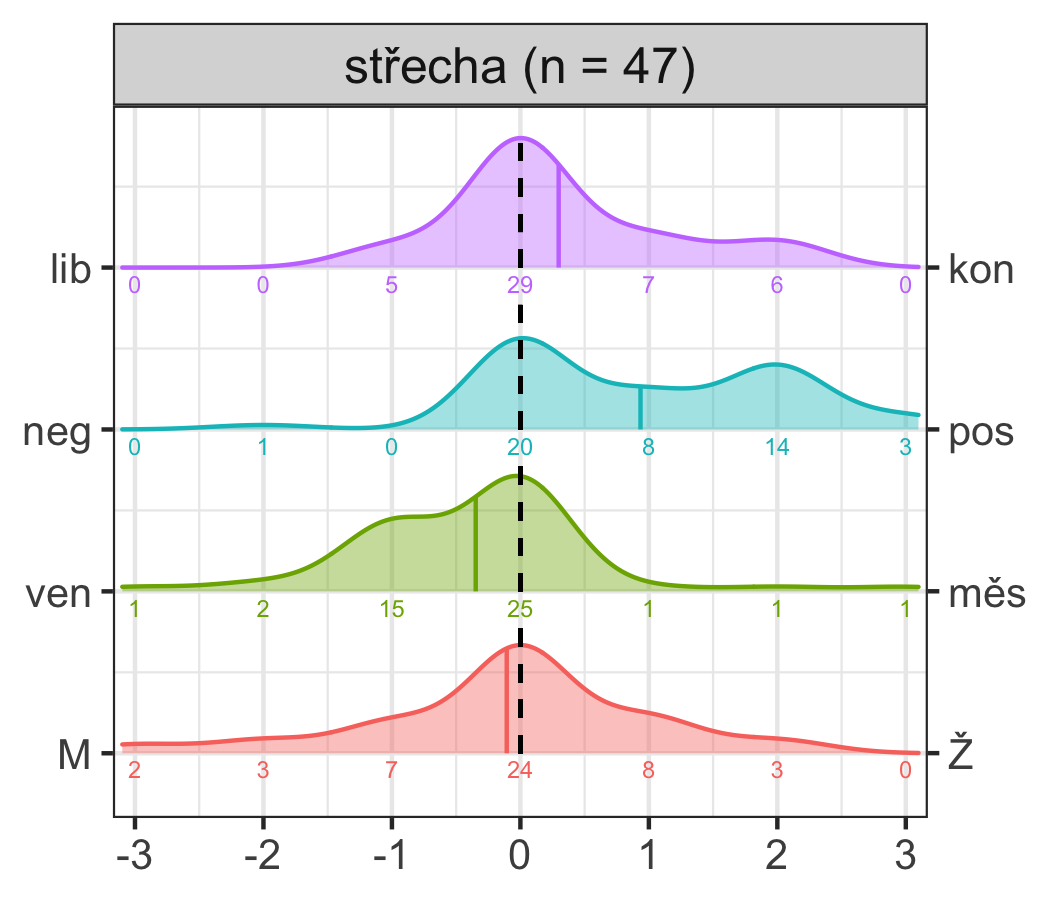 střecha (n = 47)
lib kon
0 0 5 29 7 6 0
neg pos
0 1 0 20 8 14 3
ven měs
1 2 15 25 1 1 1
M Ž
2 3 7 24 8 3 0
-3 -2 -1 0 1 2 3